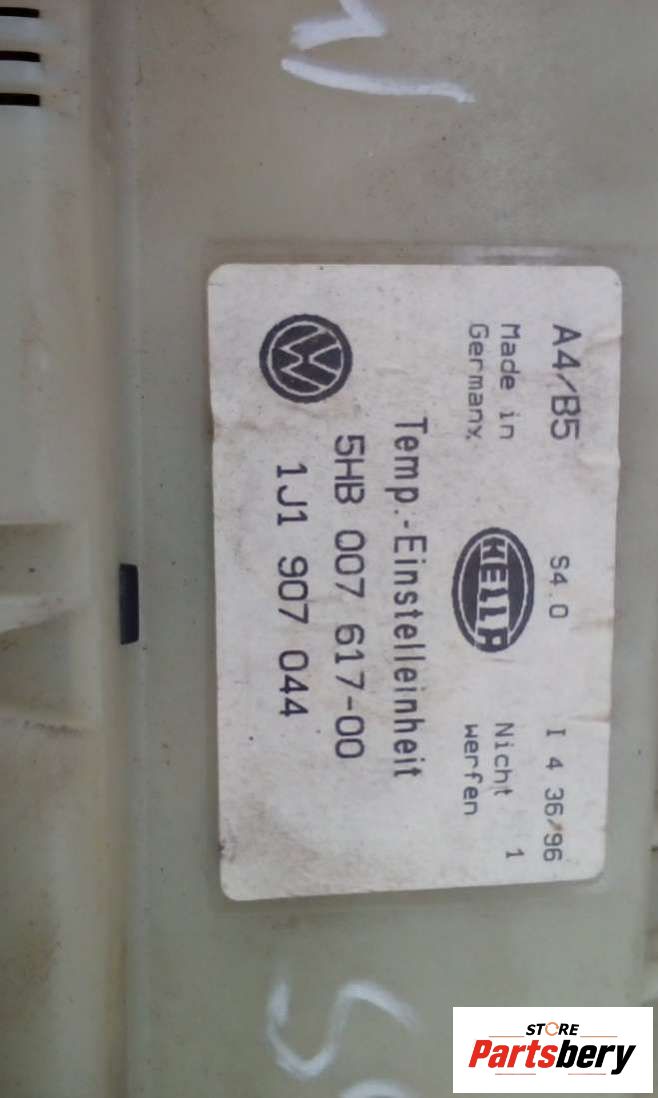 A4/B5 S4.0 I 4 36/96
Made in Nicht 1
Germany. werfen
HELLA
Temp.-Einstelleinheit
5HB 007 617-00
1J1 907 044
STORE
Partsbery